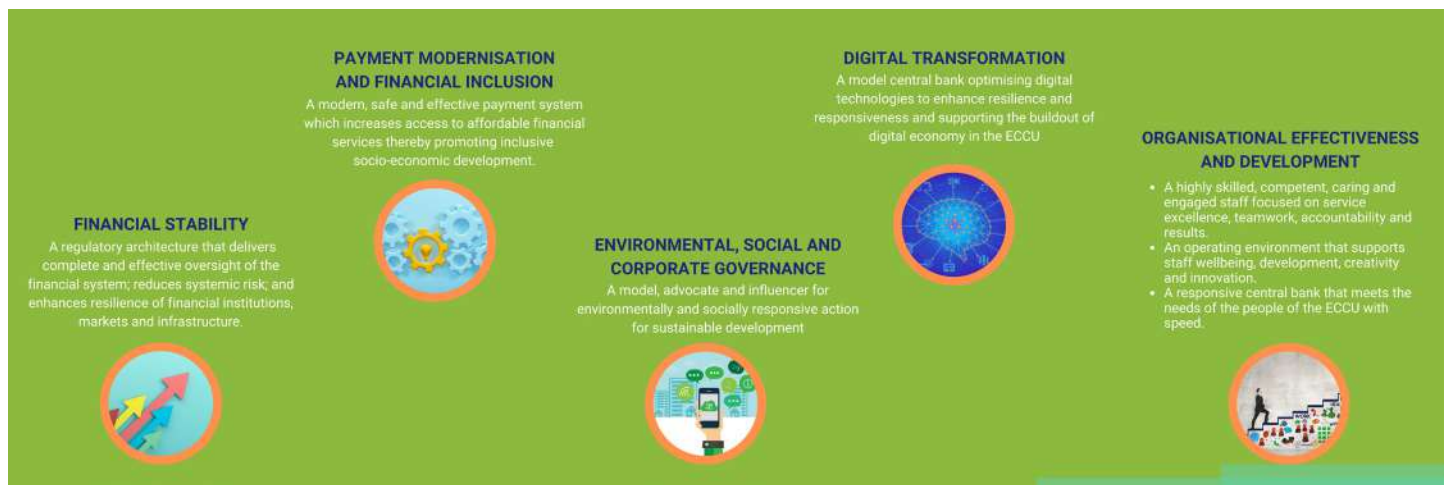 FINANCIAL STABILITY
A regulatory architecture that delivers
complete and effective oversight of the
financial system; reduces systemic risk; and
enhances resilience of financial institutions,
markets and infrastructure.
PAYMENT MODERNISATION
AND FINANCIAL INCLUSION
A modern, safe and effective payment system
which increases access to affordable financial
services thereby promoting inclusive
socio-economic development.
ENVIRONMENTAL, SOCIAL AND
CORPORATE GOVERNANCE
A model, advocate and influencer for
environmentally and socially responsive action
for sustainable development
DIGITAL TRANSFORMATION
A model central bank optimising digital
technologies to enhance resilience and
responsiveness and supporting the buildout of
digital economy in the ECCU
ORGANISATIONAL EFFECTIVENESS
AND DEVELOPMENT
• A highly skilled, competent, caring and
engaged staff focused on service
excellence, teamwork, accountability and
results.
• An operating environment that supports
staff wellbeing, development, creativity
and innovation.
• A responsive central bank that meets the
needs of the people of the ECCU with
speed.
WORK